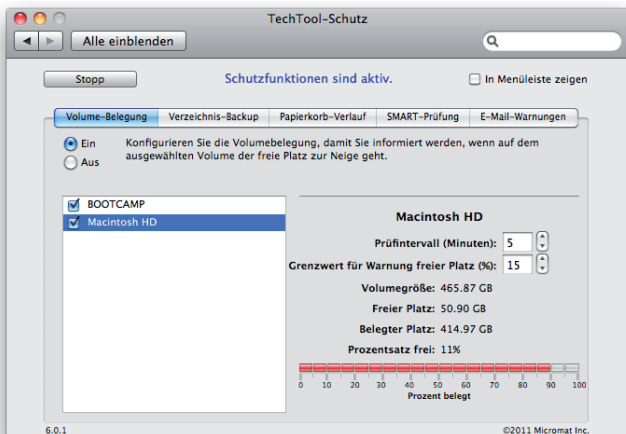 TechTool-Schutz
Alle einblenden
Stopp
Schutzfunktionen sind aktiv.
In Menüleiste zeigen
Volume-Belegung
Verzeichnis-Backup
Papierkorb-Verlauf
SMART-Prüfung
E-Mail-Warnungen
Ein
Aus
Konfigurieren Sie die Volumebelegung, damit Sie informiert werden, wenn auf dem
ausgewählten Volume der freie Platz zur Neige geht.
BOOTCAMP
Macintosh HD
Macintosh HD
Prüfintervall (Minuten): 5
Grenzwert für Warnung freier Platz (%): 15
Volumegröße: 465.87 GB
Freier Platz: 50.90 GB
Belegter Platz: 414.97 GB
Prozentsatz frei: 11%
0 10 20 30 40 50 60 70 80 90 100
Prozent belegt
6.0.1
©2011 Micromat Inc.